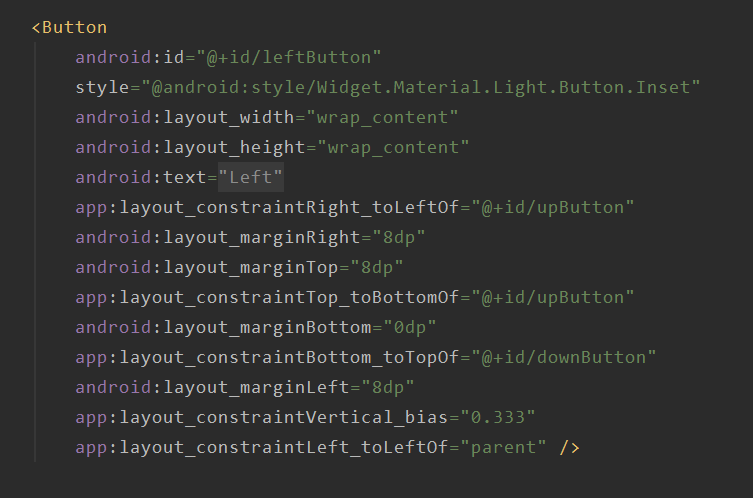 <Button
android:id="@+id/leftButton"
style="@android:style/Widget.Material.Light.Button.Inset"
android:layout_width="wrap_content"
android:layout_height="wrap_content"
android:text="Left"
app:layout_constraintRight_toLeftOf="@+id/upButton"
android:layout_marginRight="8dp"
android:layout_marginTop="8dp"
app:layout_constraintTop_toBottomOf="@+id/upButton"
android:layout_marginBottom="0dp"
app:layout_constraintBottom_toTopOf="@+id/downButton"
android:layout_marginLeft="8dp"
app:layout_constraintVertical_bias="0.333"
app:layout_constraintLeft_toLeftOf="parent" />